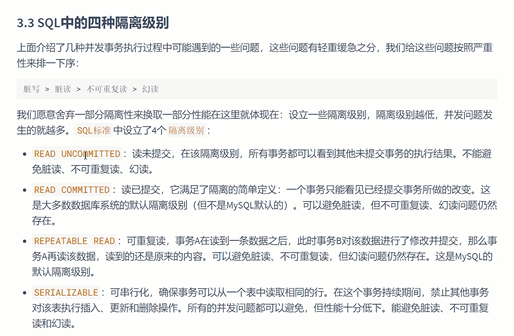 3.3 SQL中的四种隔离级别
上面介绍了几种并发事务执行过程中可能遇到的一些问题，这些问题有轻重缓急之分，我们给这些问题按照严重
性来排一下序：
脏写 > 脏读 > 不可重复读 > 幻读
我们愿意舍弃一部分隔离性来换取一部分性能在这里就体现在：设立一些隔离级别，隔离级别越低，并发问题发
生的就越多。SQL标准 中设立了4个 隔离级别：
READ UNCOMMITTED：读未提交，在该隔离级别，所有事务都可以看到其他未提交事务的执行结果。不能避
免脏读、不可重复读、幻读。
READ COMMITTED：读已提交，它满足了隔离的简单定义：一个事务只能看见已经提交事务所做的改变。这
是大多数数据库系统的默认隔离级别（但不是MySQL默认的）。可以避免脏读，但不可重复读、幻读问题仍然
存在。
REPEATABLE READ：可重复读，事务A在读到一条数据之后，此时事务B对该数据进行了修改并提交，那么事
务A再读该数据，读到的还是原来的内容。可以避免脏读、不可重复读，但幻读问题仍然存在。这是MySQL的
默认隔离级别。
SERIALIZABLE：可串行化，确保事务可以从一个表中读取相同的行。在这个事务持续期间，禁止其他事务
对该表执行插入、更新和删除操作。所有的并发问题都可以避免，但性能十分低下。能避免脏读、不可重复
读和幻读。